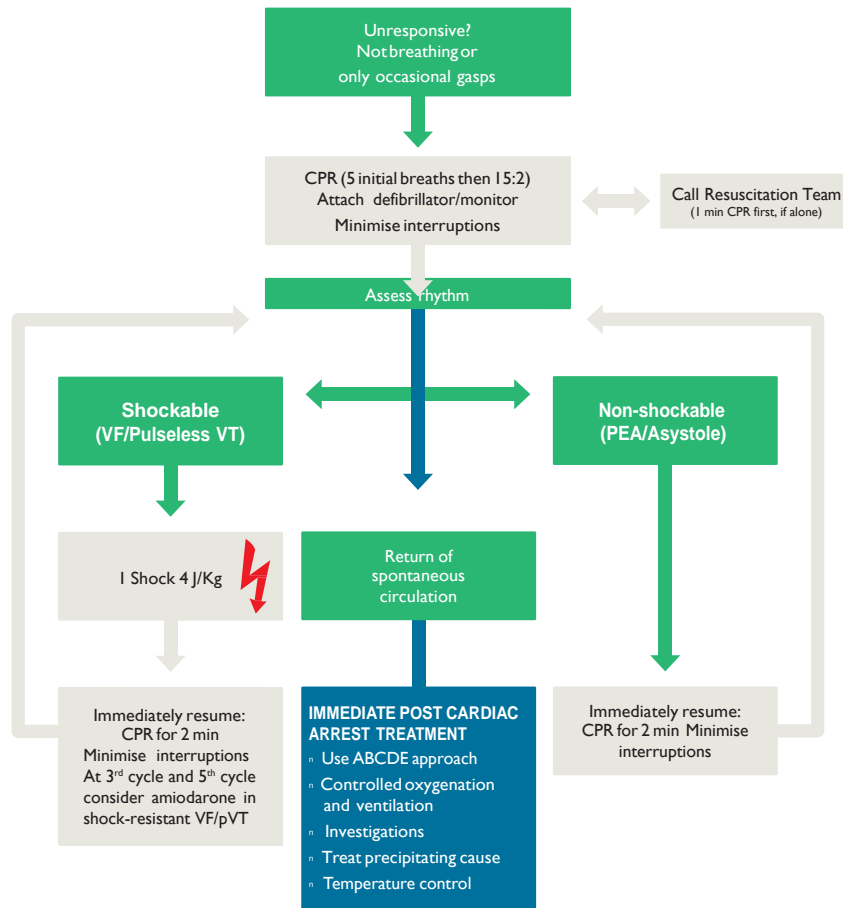 Unresponsive?
Not breathing or
only occasional gasps
CPR (5 initial breaths then 15:2)
Attach defibrillator/monitor
Minimise interruptions
Call Resuscitation Team
(1 min CPR first, if alone)
Assess rhythm
Shockable
(VF/Pulseless VT)
Non-shockable
(PEA/Asystole)
1 Shock 4 J/Kg
Return of
spontaneous
circulation
Immediately resume:
CPR for 2 min
Minimise interruptions
At 3rd cycle and 5th cycle
consider amiodarone in
shock-resistant VF/pVT
IMMEDIATE POST CARDIAC
ARREST TREATMENT
n Use ABCDE approach
n Controlled oxygenation
and ventilation
n Investigations
n Treat precipitating cause
n Temperature control
Immediately resume:
CPR for 2 min Minimise
interruptions